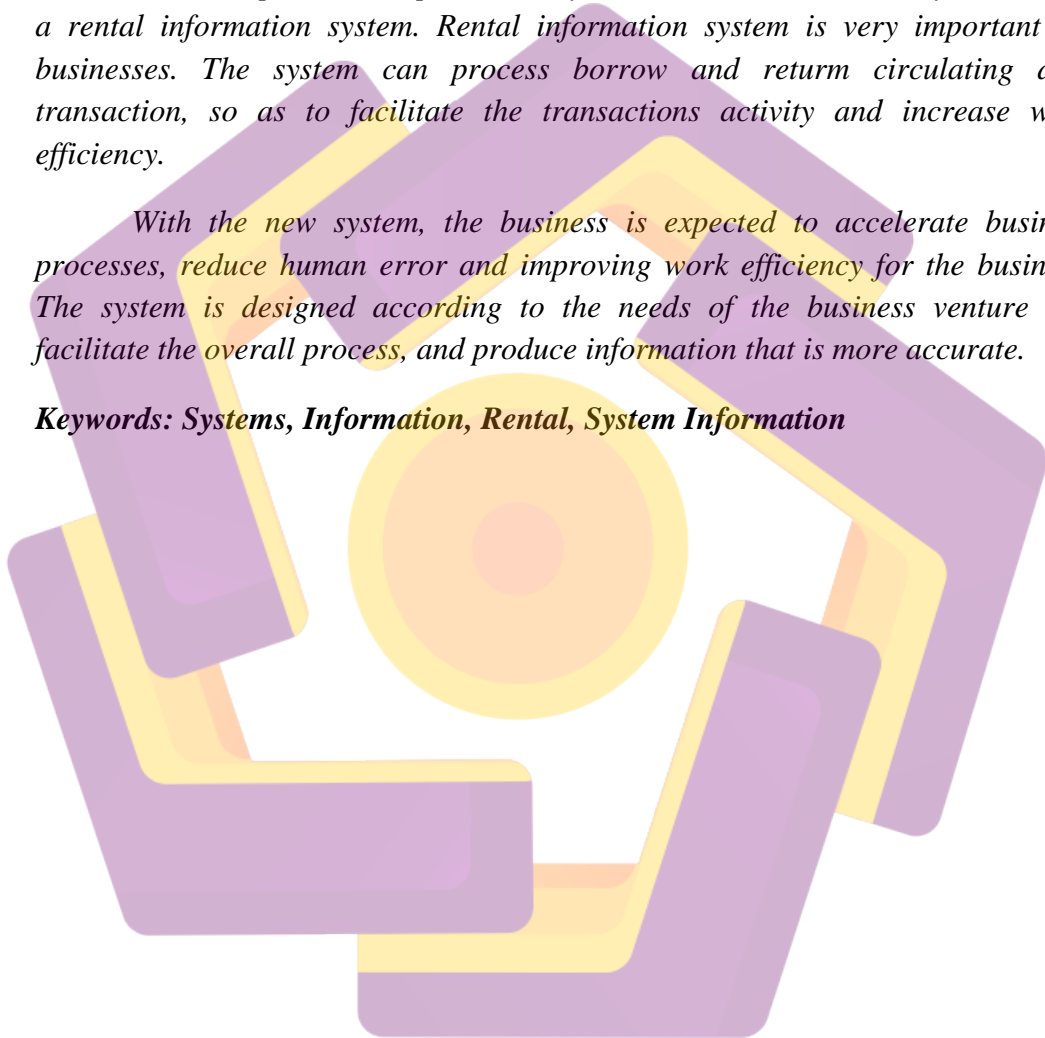 a rental information system. Rental information system is very important
businesses. The system can process borrow and returm circulating
transaction, so as to facilitate the transactions activity and increase
efficiency.
With the new system, the business is expected to accelerate busin
processes, reduce human error and improving work efficiency for the busin
The system is designed according to the needs of the business venture
facilitate the overall process, and produce information that is more accurate.
Keywords: Systems, Information, Rental, System Information